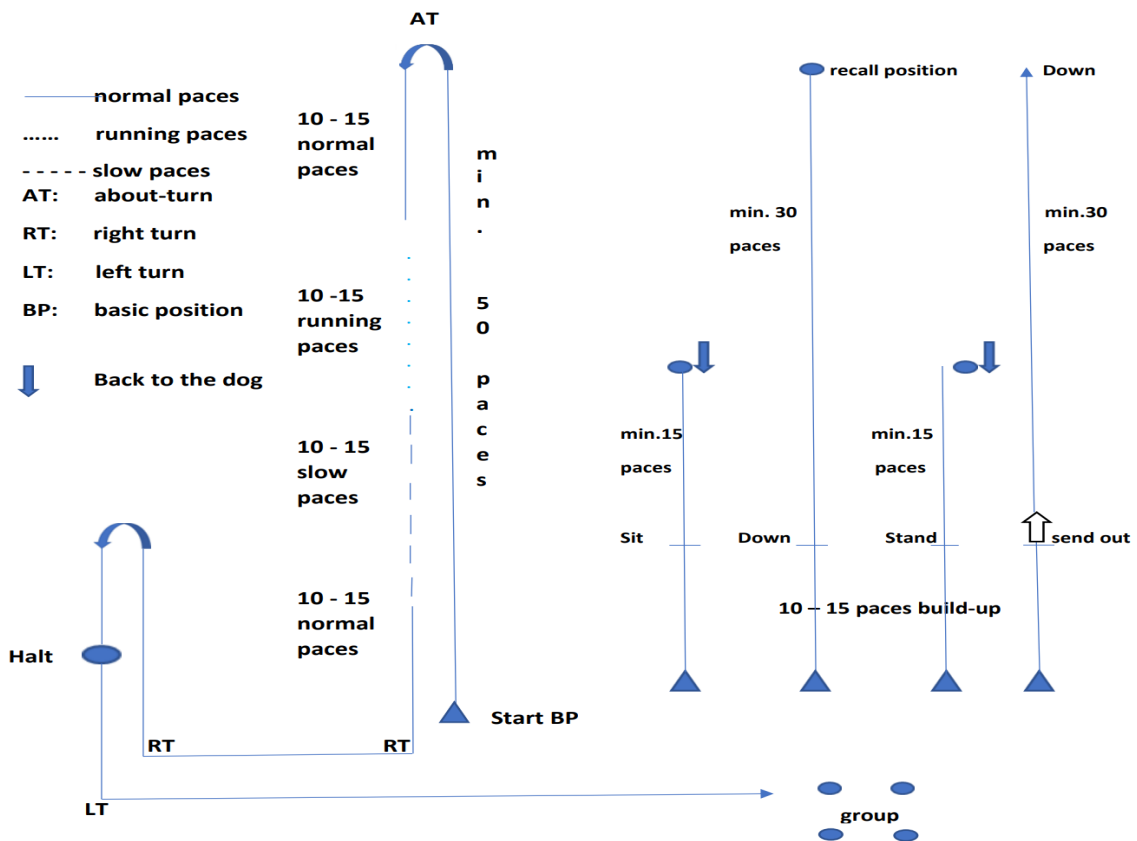 AT
normal paces
...... running paces
- - - - - slow paces
AT: about-turn
RT: right turn
LT: left turn
BP: basic position
Back to the dog
10 - 15
normal
paces
10 -15
running
paces
10 - 15
slow
paces
10 - 15
normal
paces
min. 50 paces
Start BP
Halt
RT
RT
LT
recall position
Down
min. 30
paces
min.30
paces
min.15
paces
min.15
paces
Sit
Down
Stand
send out
10 – 15 paces build-up
group